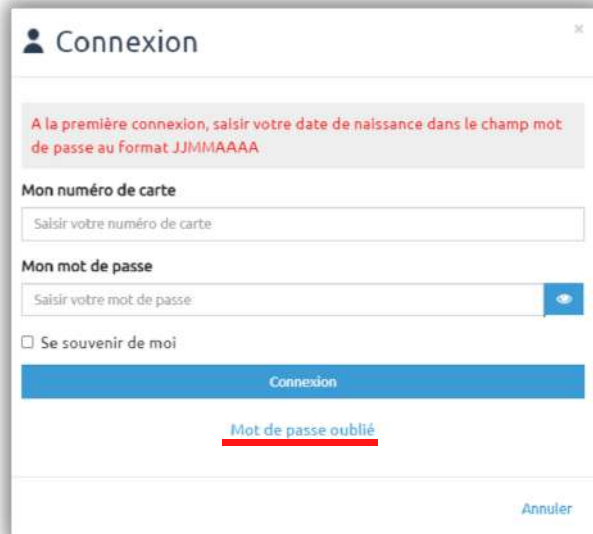 Connexion
×
A la première connexion, saisir votre date de naissance dans le champ mot
de passe au format JJMMAAAA
Mon numéro de carte
Saisir votre numéro de carte
Mon mot de passe
Saisir votre mot de passe
Se souvenir de moi
Connexion
Mot de passe oublié
Annuler